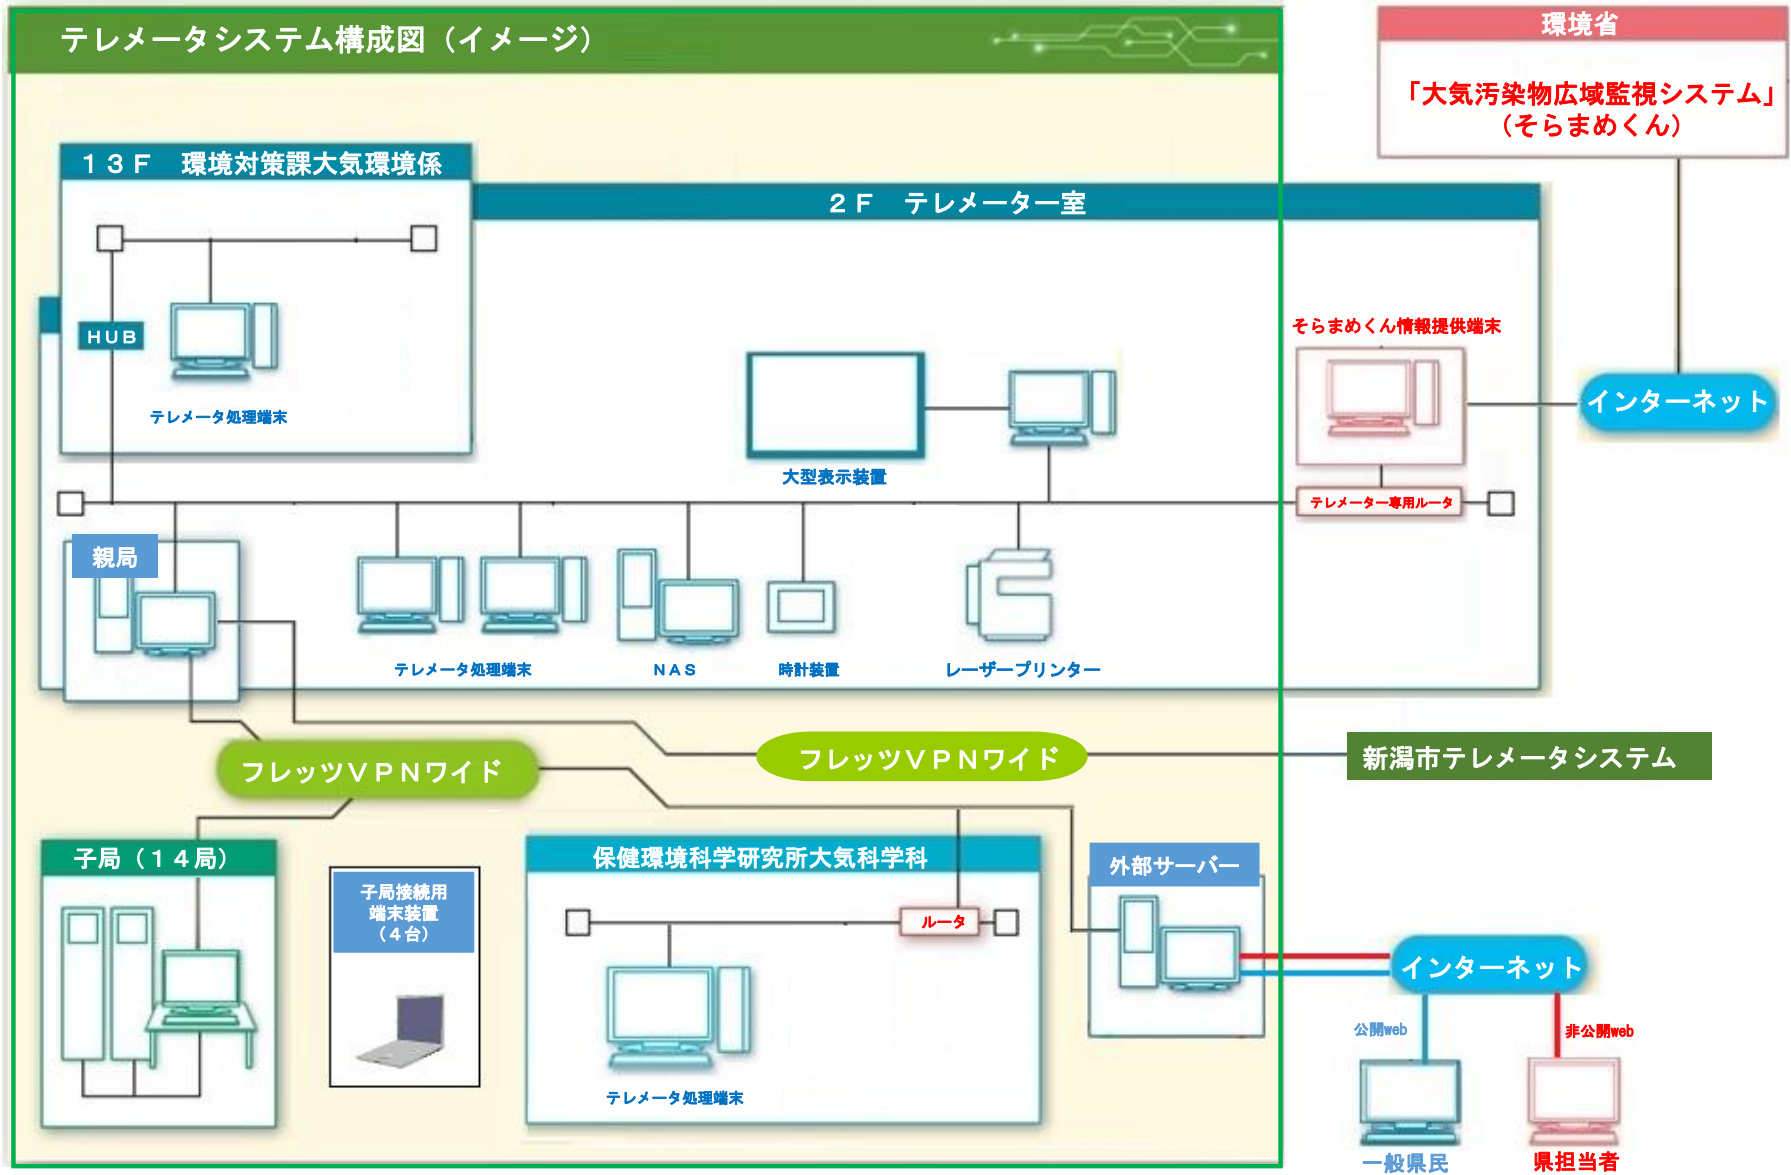 テレメータシステム構成図（イメージ）
環境省
「大気汚染物広域監視システム」
（そらまめくん）
１３Ｆ　環境対策課大気環境係
２Ｆ　テレメーター室
ＨＵＢ
テレメータ処理端末
そらまめくん情報提供端末
インターネット
大型表示装置
テレメーター専用ルータ
親局
テレメータ処理端末
ＮＡＳ
時計装置
レーザープリンター
フレッツＶＰＮワイド
フレッツＶＰＮワイド
新潟市テレメータシステム
子局（１４局）
子局接続用
端末装置
（４台）
保健環境科学研究所大気科学科
ルータ
テレメータ処理端末
外部サーバー
インターネット
公開web
非公開web
一般県民
県担当者